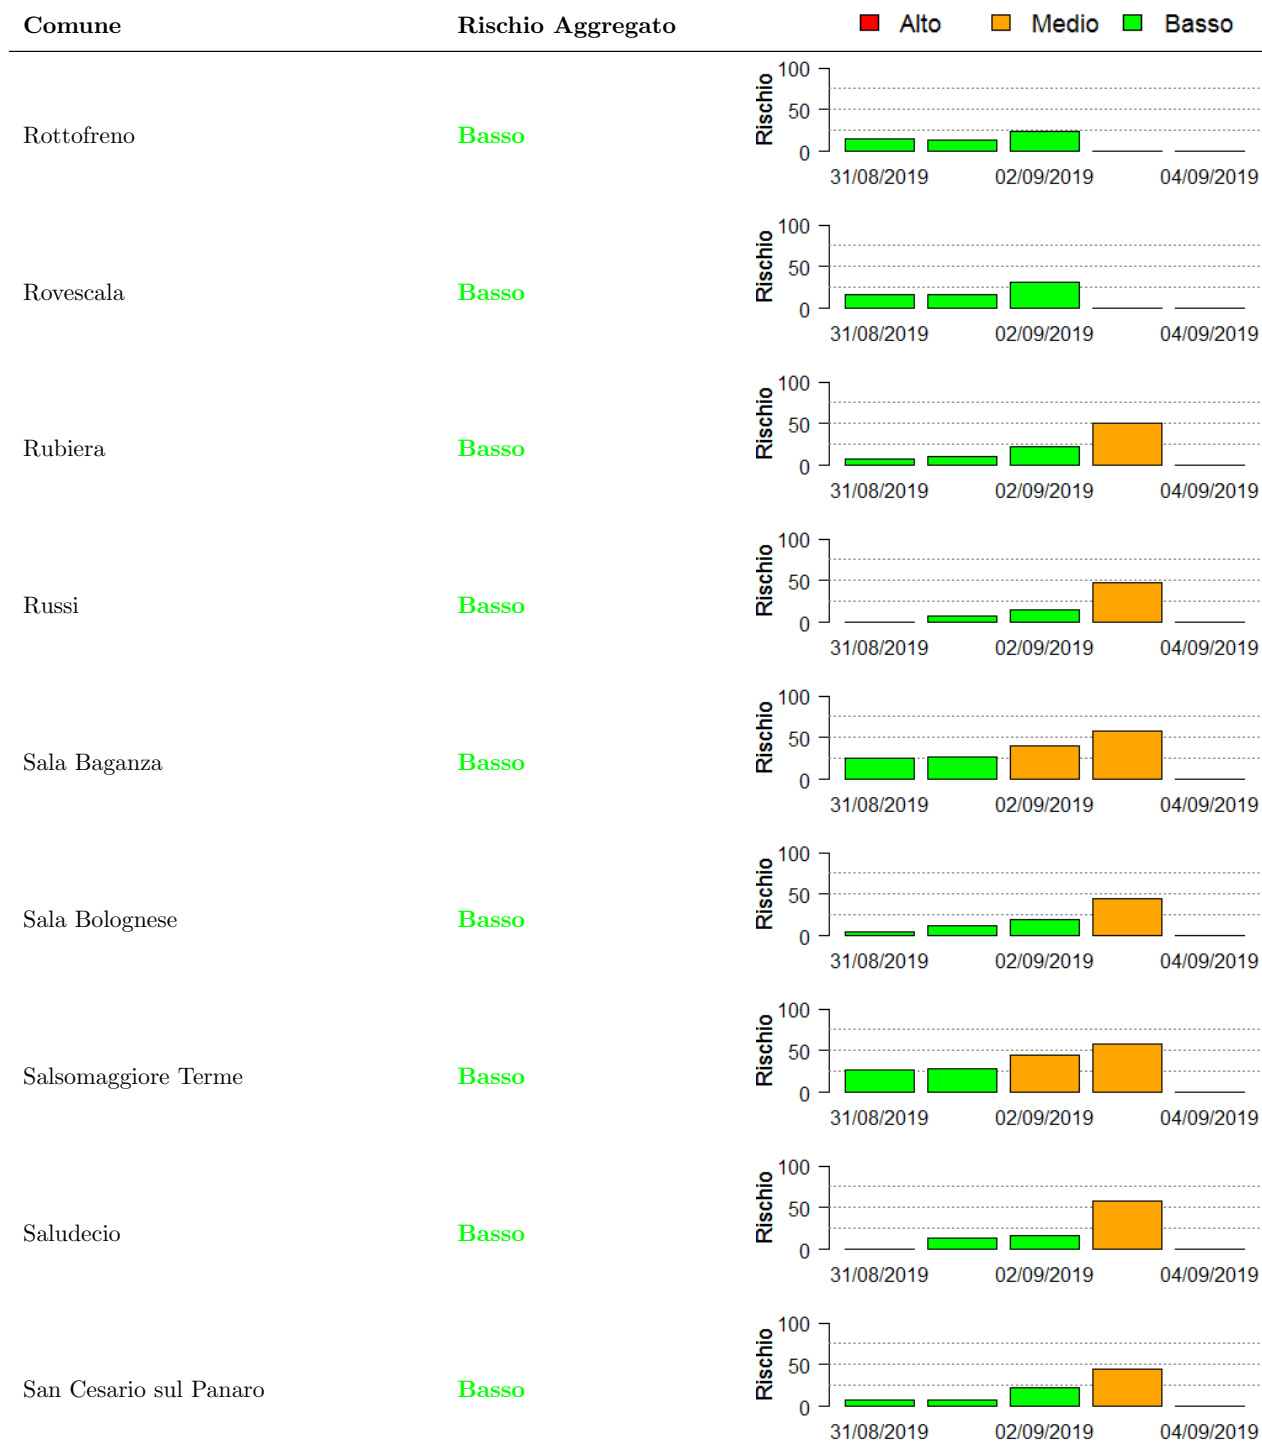 Comune Rischio Aggregato Alto Medio Basso
Rottofreno Basso Rischio 100 50 0
31/08/2019 02/09/2019 04/09/2019
Rovescala Basso Rischio 100 50 0
31/08/2019 02/09/2019 04/09/2019
Rubiera Basso Rischio 100 50 0
31/08/2019 02/09/2019 04/09/2019
Russi Basso Rischio 100 50 0
31/08/2019 02/09/2019 04/09/2019
Sala Baganza Basso Rischio 100 50 0
31/08/2019 02/09/2019 04/09/2019
Sala Bolognese Basso Rischio 100 50 0
31/08/2019 02/09/2019 04/09/2019
Salsomaggiore Terme Basso Rischio 100 50 0
31/08/2019 02/09/2019 04/09/2019
Saludecio Basso Rischio 100 50 0
31/08/2019 02/09/2019 04/09/2019
San Cesario sul Panaro Basso Rischio 100 50 0
31/08/2019 02/09/2019 04/09/2019